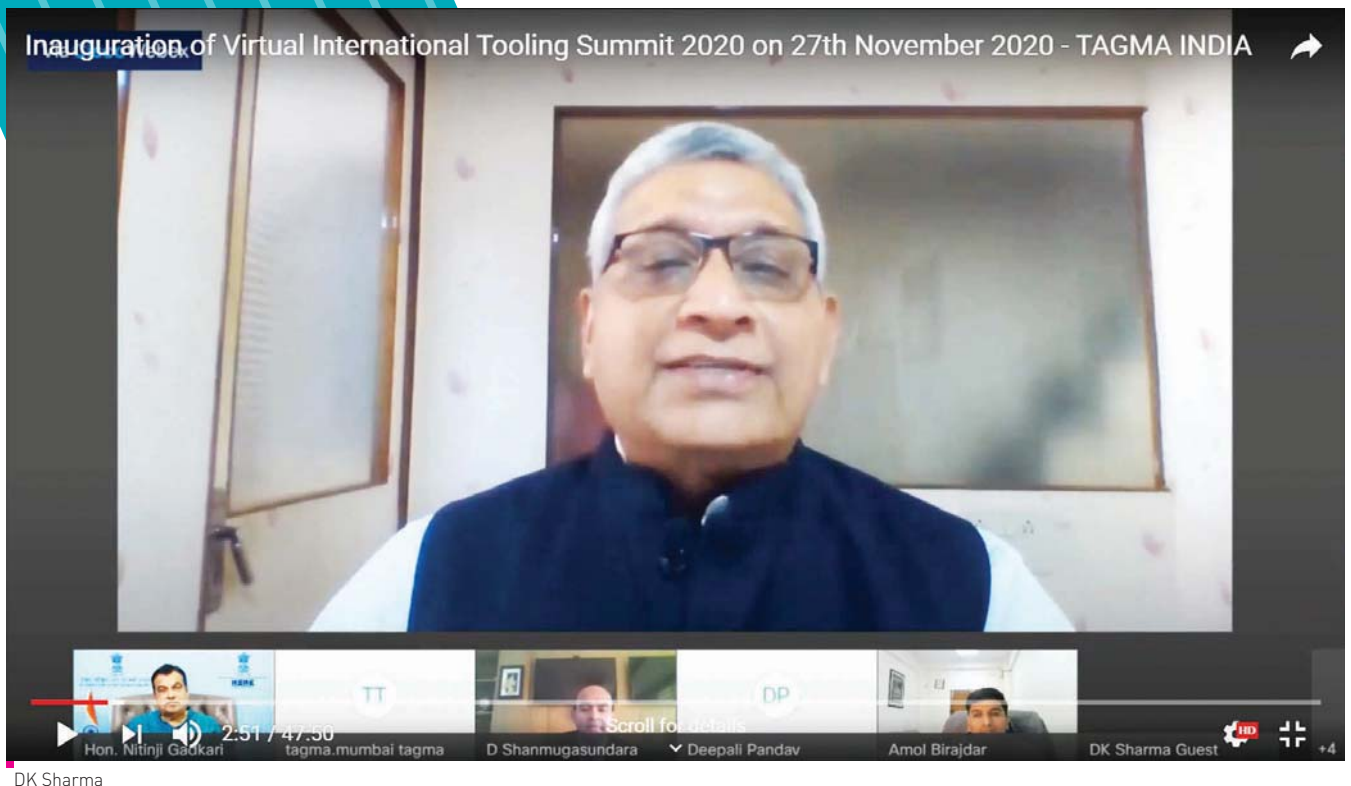 Inauguration of Virtual International Tooling Summit 2020 on 27th November 2020 - TAGMA INDIA
TT
DP
Scroll for details
2:51 / 47:50
HD
Hon. Nitinji Gadkari
tagma.mumbai tagma
D Shanmugasundara
Deepali Pandav
Amol Birajdar
DK Sharma Guest
+4
DK Sharma